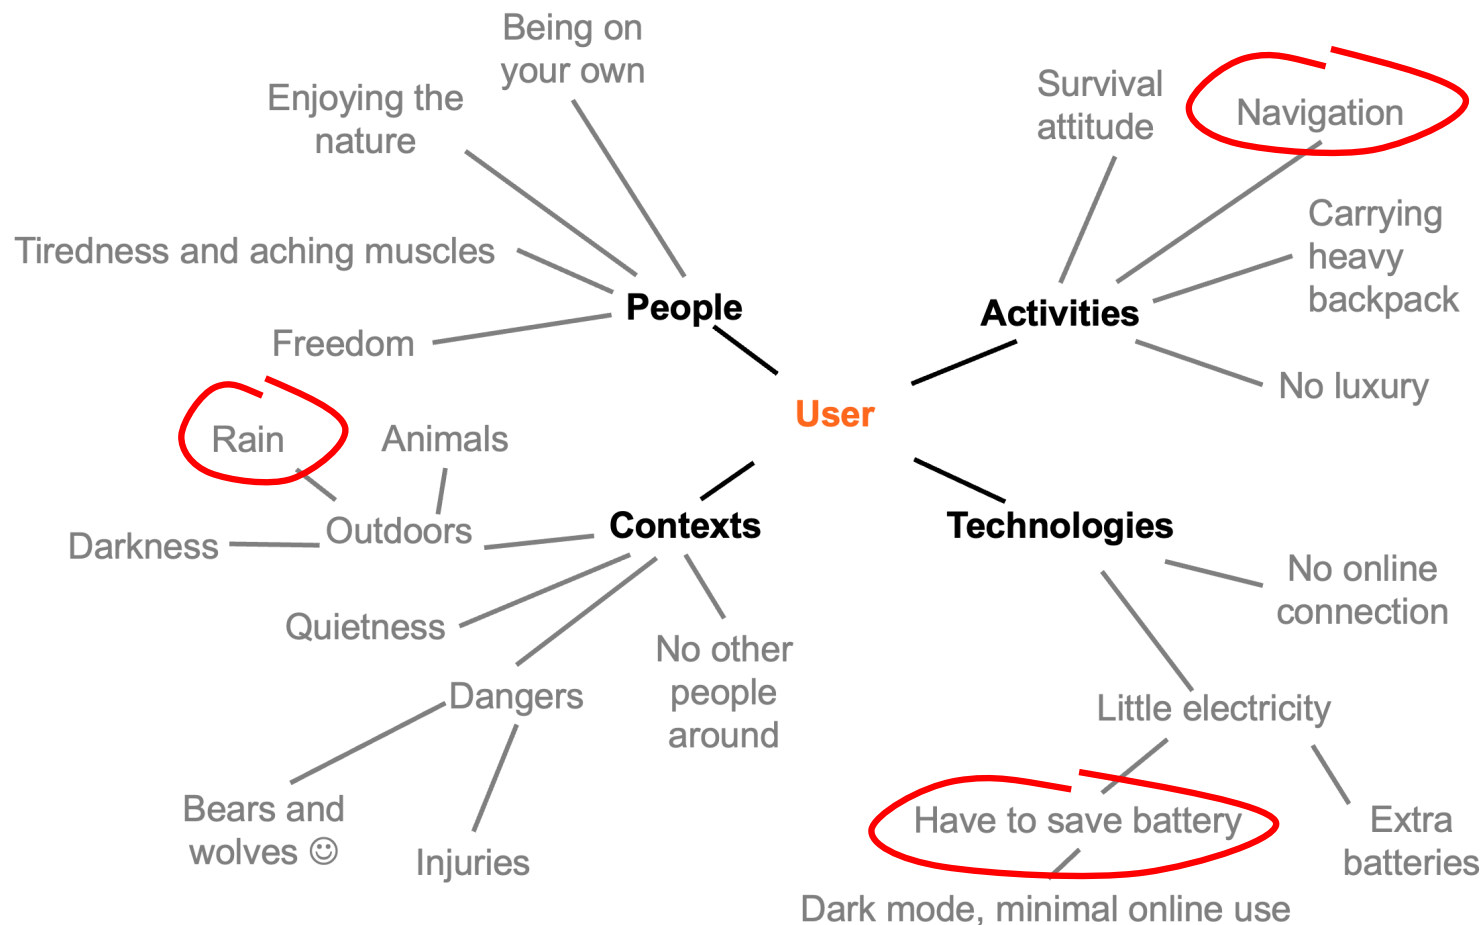 Being on
your own
Enjoying the
nature
Tiredness and aching muscles
Freedom
People
Survival
attitude
Navigation
Carrying
heavy
backpack
No luxury
Activities
User
Rain
Animals
Darkness
Outdoors
Contexts
Quietness
Dangers
No other
people
around
Bears and
wolves ☺
Injuries
Technologies
No online
connection
Little electricity
Have to save battery
Extra
batteries
Dark mode, minimal online use